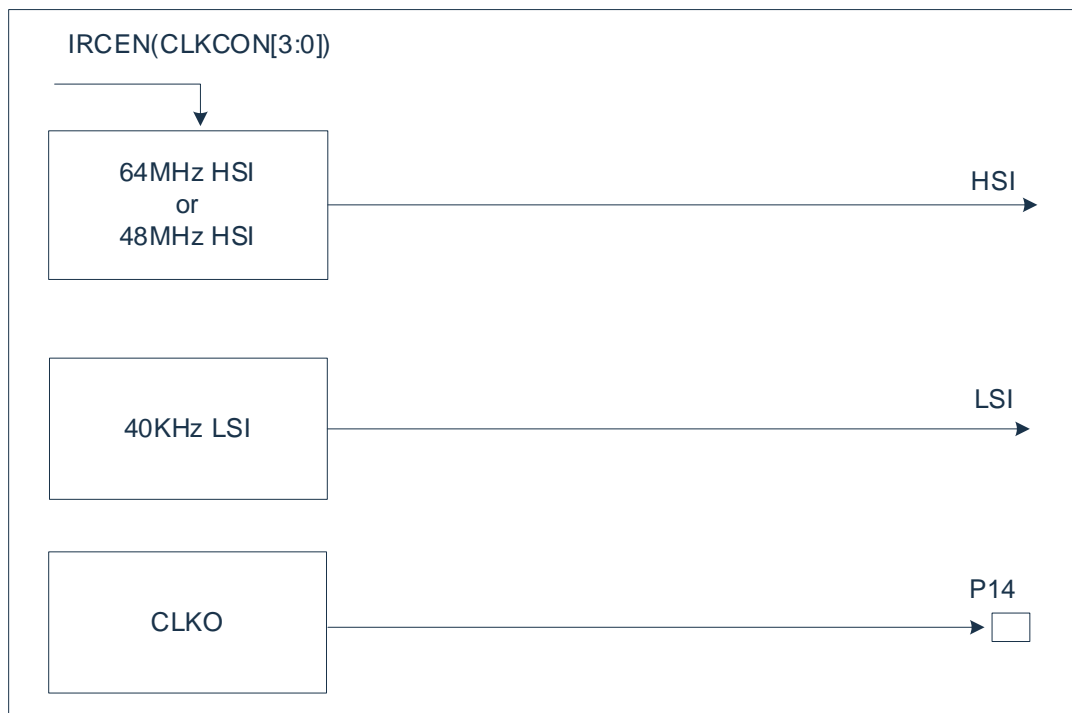 IRCEN(CLKCON[3:0])
64MHz HSI
or
48MHz HSI
HSI
40KHz LSI
LSI
CLKO
P14